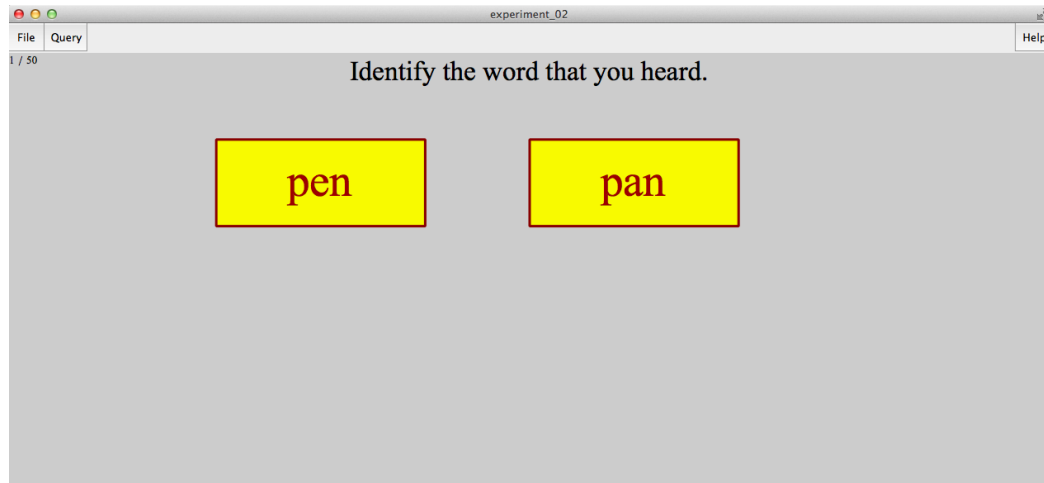 experiment_02
File Query Help
1 / 50
Identify the word that you heard.
pen pan